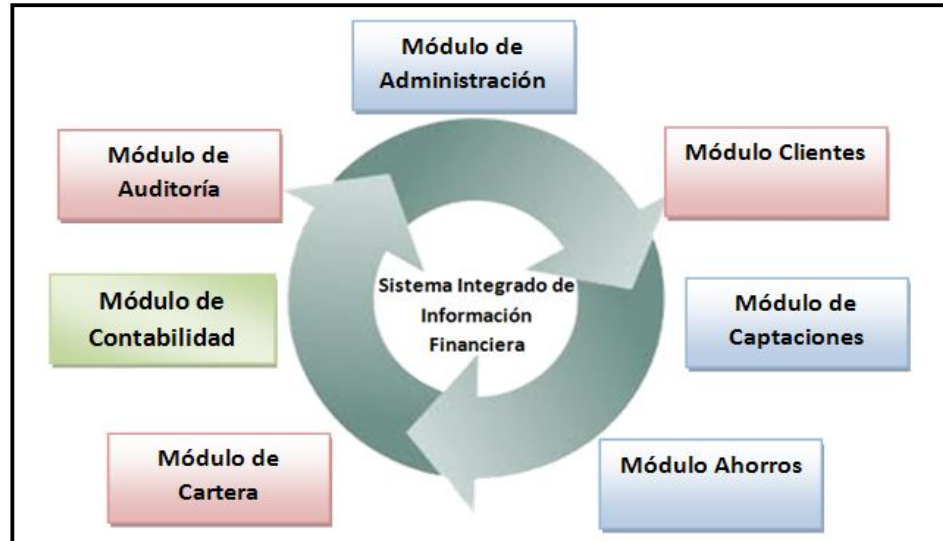 Módulo de
Administración
Módulo de
Auditoría
Módulo Clientes
Sistema Integrado de
Información
Financiera
Módulo de
Contabilidad
Módulo de
Captaciones
Módulo de
Cartera
Módulo Ahorros